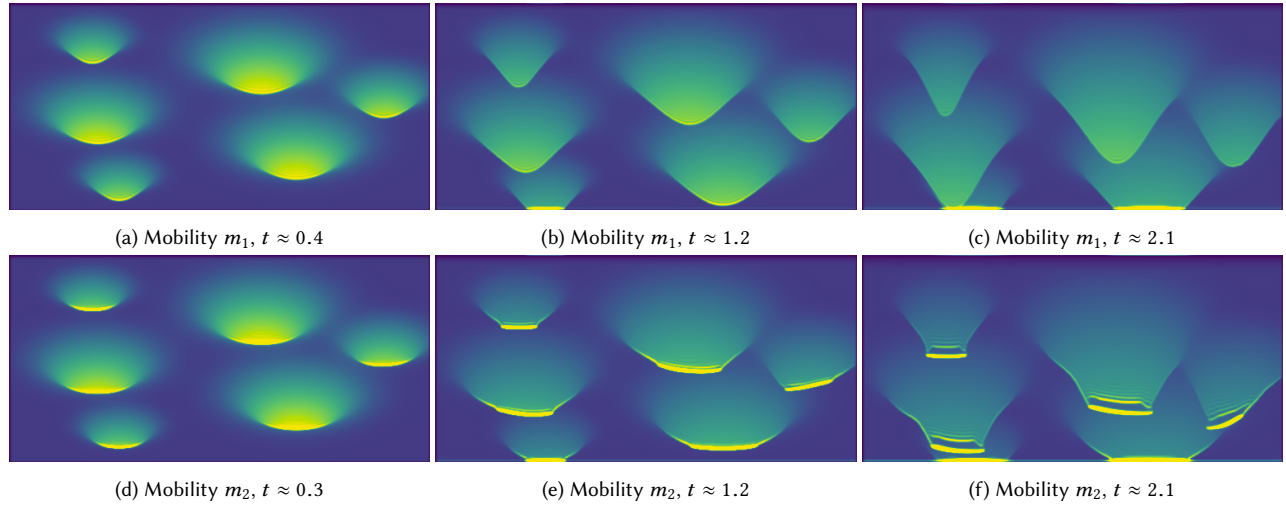 (a) Mobility m₁, t ≈ 0.4
(b) Mobility m₁, t ≈ 1.2
(c) Mobility m₁, t ≈ 2.1
(d) Mobility m₂, t ≈ 0.3
(e) Mobility m₂, t ≈ 1.2
(f) Mobility m₂, t ≈ 2.1